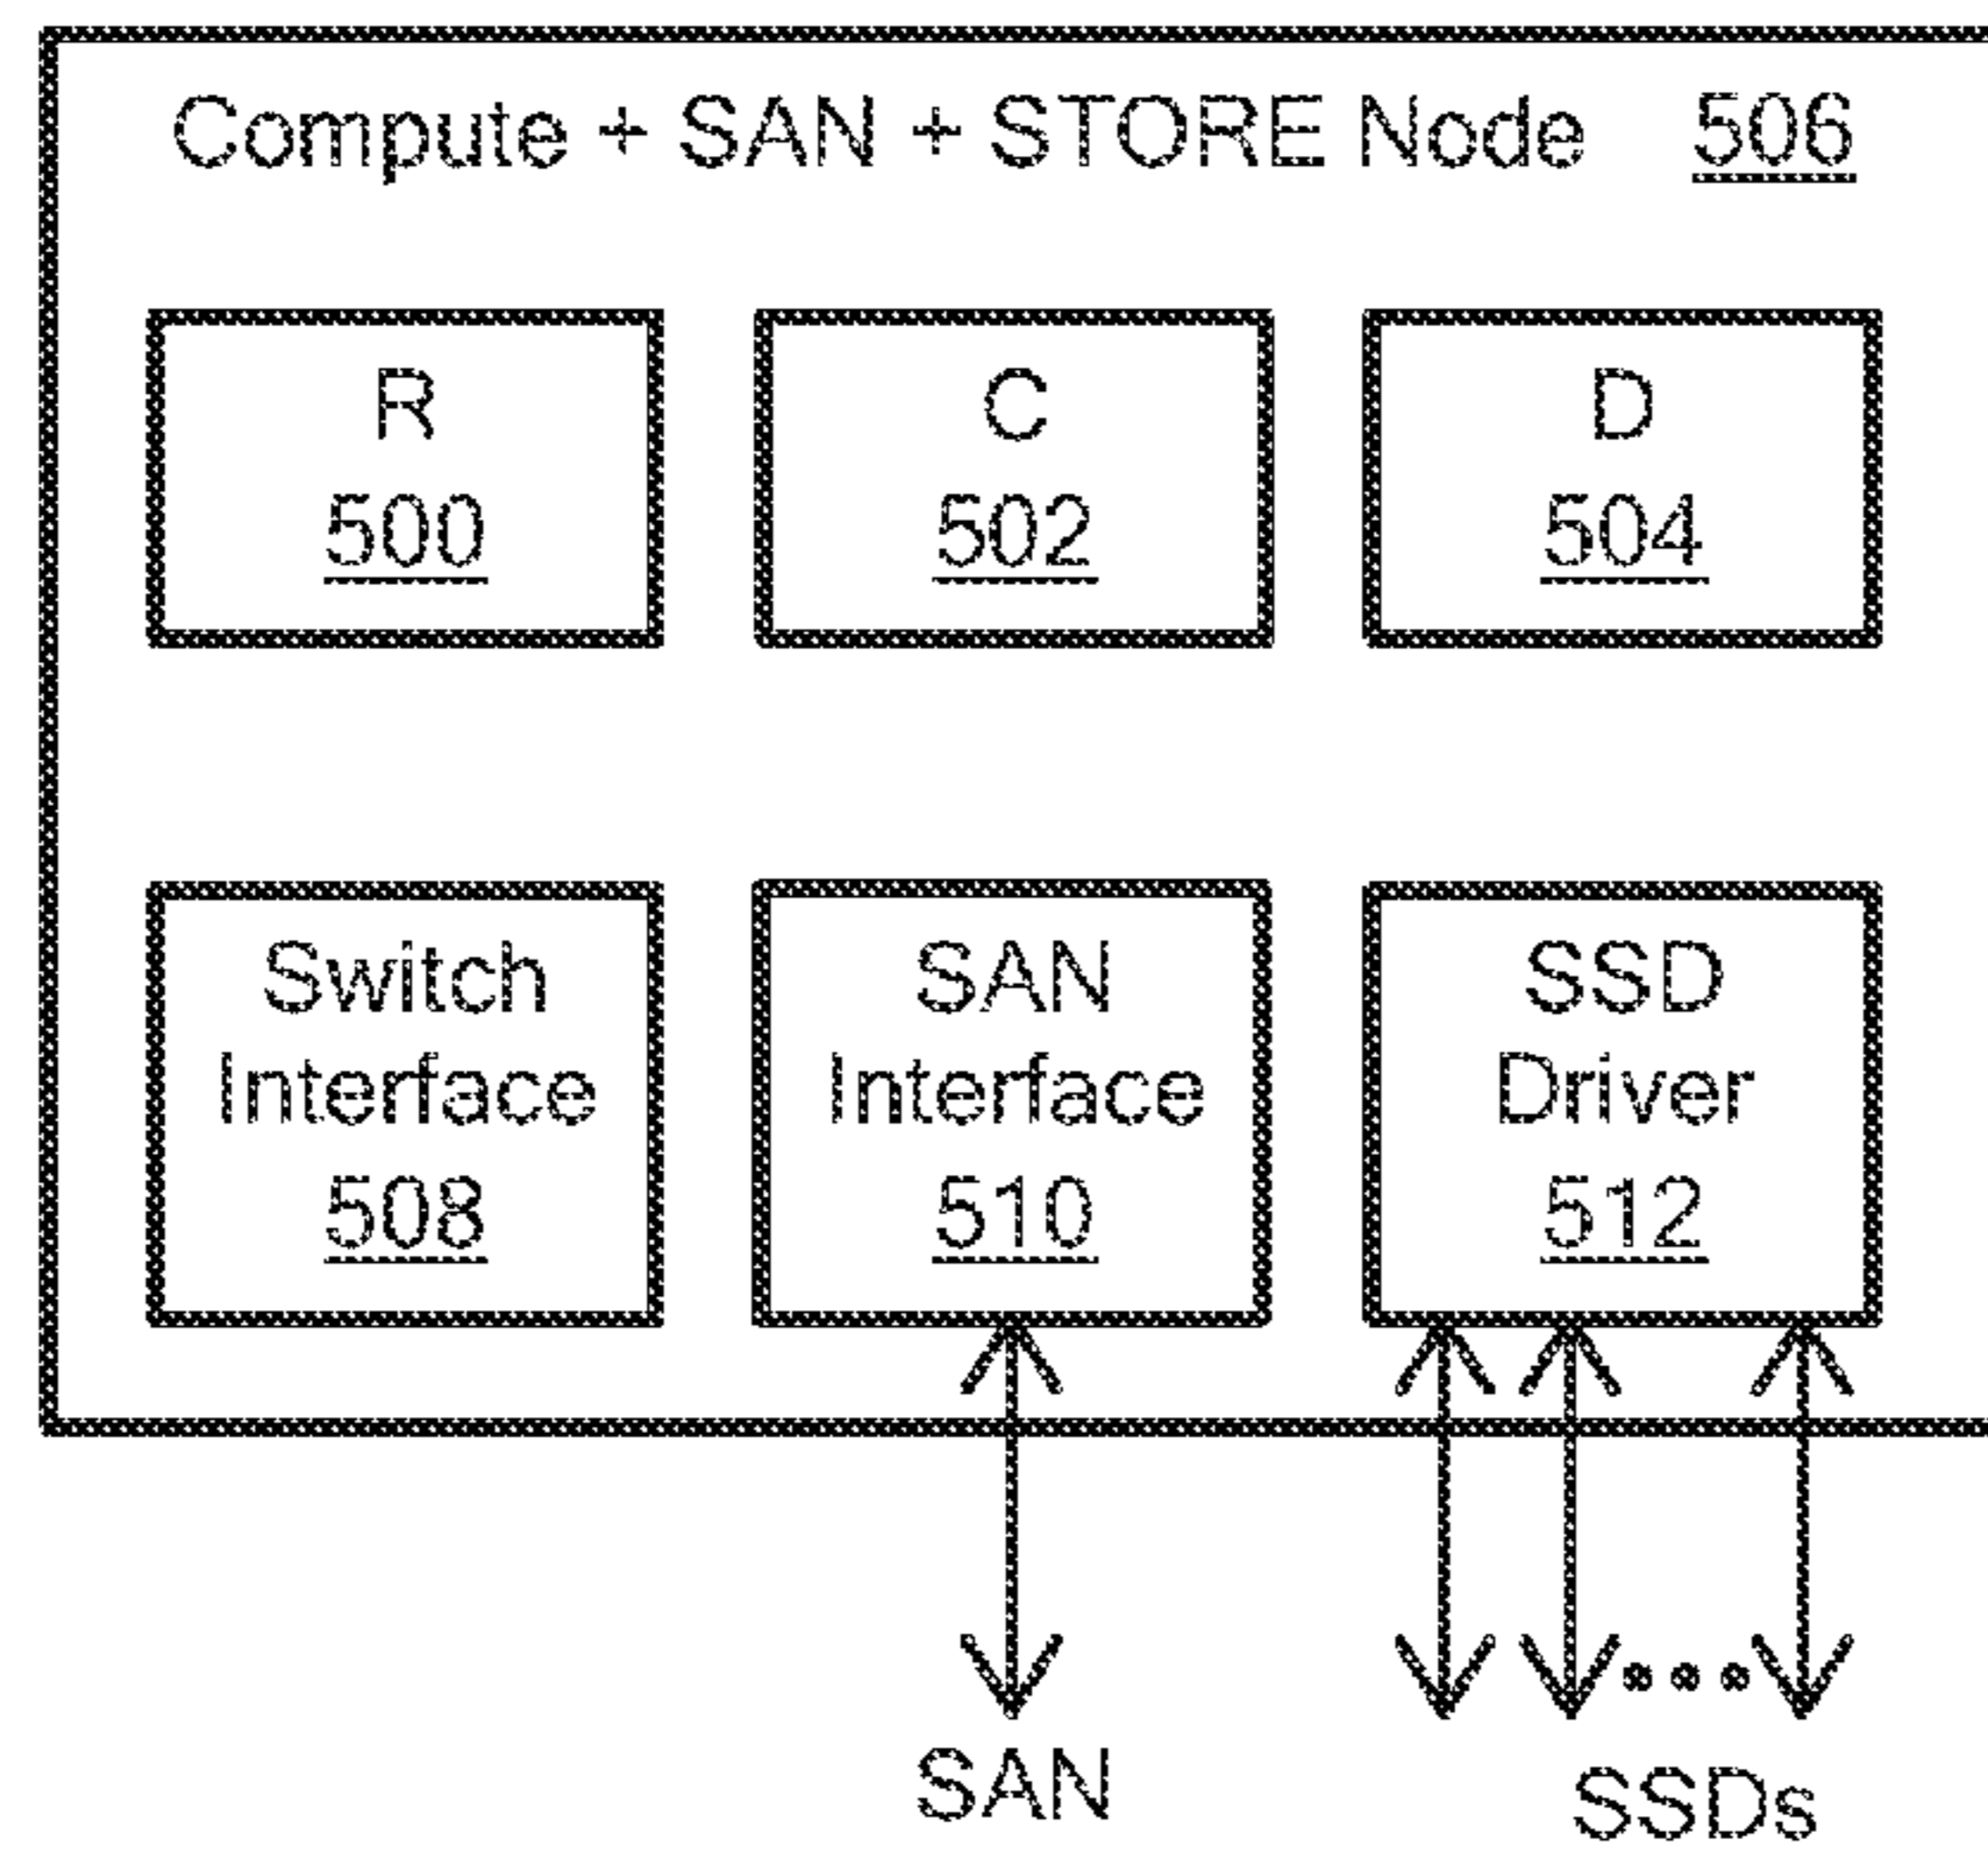 Compute + SAN + STORE Node 506
R
500
C
502
D
504
Switch
Interface
508
SAN
Interface
510
SSD
Driver
512
SAN
SSDs